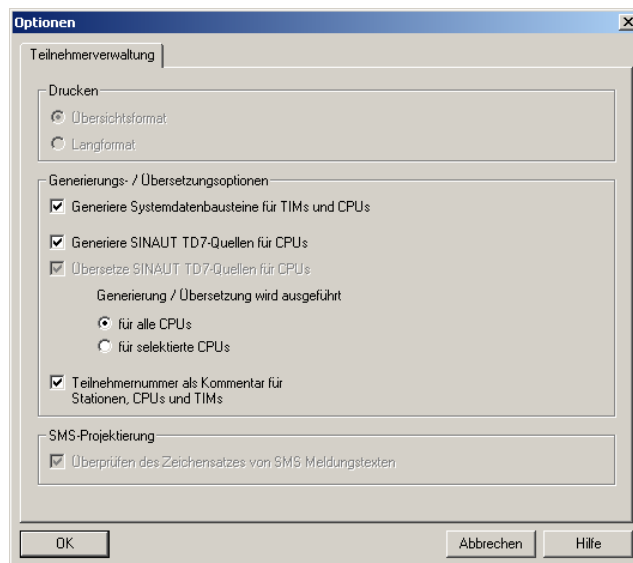 Optionen
Teilnehmerverwaltung
Drucken
Übersichtsformat
Langformat
Generierungs- / Übersetzungsoptionen
Generiere Systemdatenbausteine für TIMs und CPUs
Generiere SINAUT TD7-Quellen für CPUs
Übersetze SINAUT TD7-Quellen für CPUs
Generierung / Übersetzung wird ausgeführt
für alle CPUs
für selektierte CPUs
Teilnehmernummer als Kommentar für
Stationen, CPUs und TIMs
SMS-Projektierung
Überprüfen des Zeichensatzes von SMS Meldungstexten
OK
Abbrechen
Hilfe